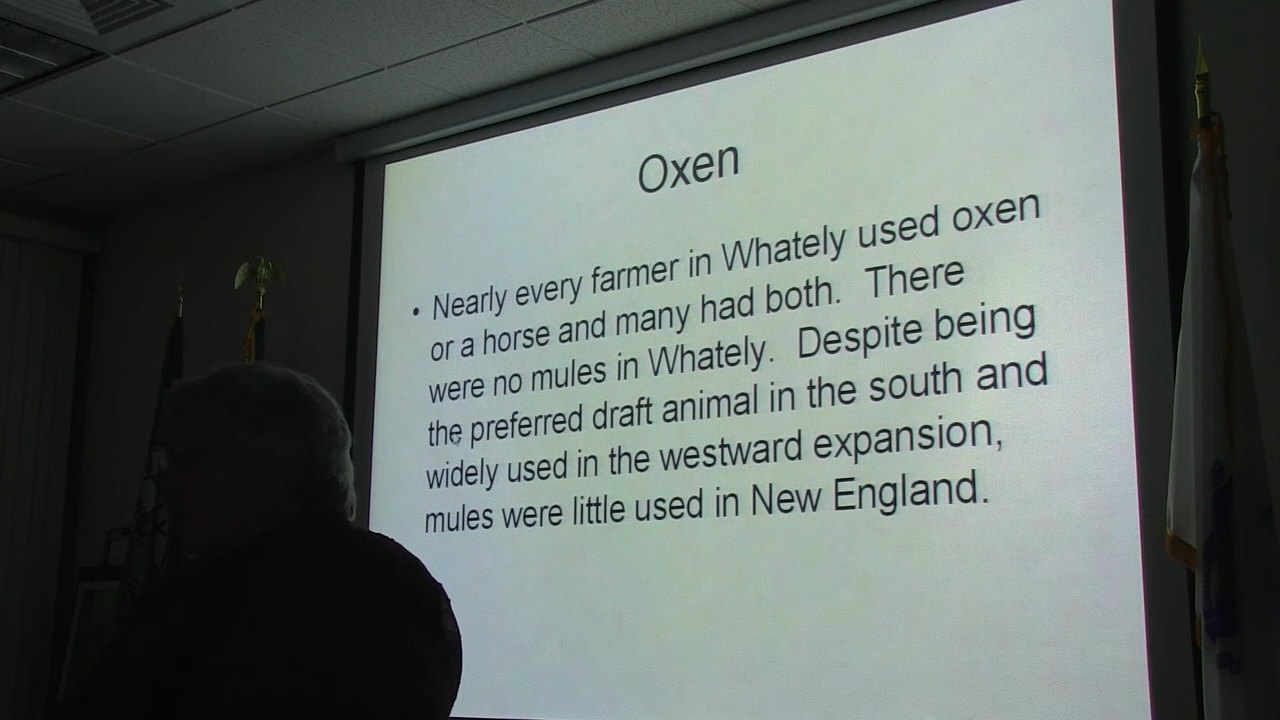 Oxen
• Nearly every farmer in Whately used oxen
or a horse and many had both.  There
were no mules in Whately.  Despite being
the preferred draft animal in the south and
widely used in the westward expansion,
mules were little used in New England.